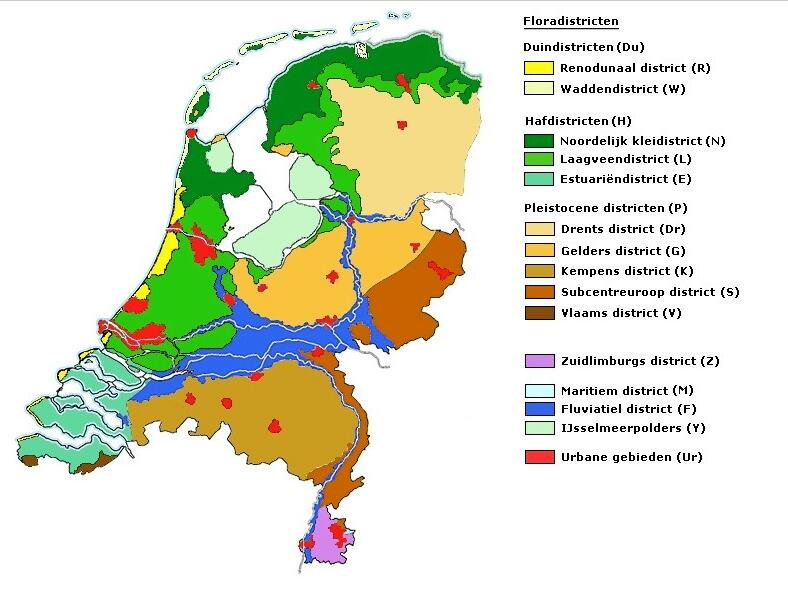 Floradistricten
Duindistricten (Du)
Renodunaal district (R)
Waddendistrict (W)
Hafdistricten (H)
Noordelijk kleidistrict (N)
Laagveendistrict (L)
Estuariëndistrict (E)
Pleistocene districten (P)
Drents district (Dr)
Gelders district (G)
Kempens district (K)
Subcentreuroop district (S)
Vlaams district (V)
Zuidlimburgs district (Z)
Maritiem district (M)
Fluviatiel district (F)
IJsselmeerpolders (Y)
Urbane gebieden (Ur)